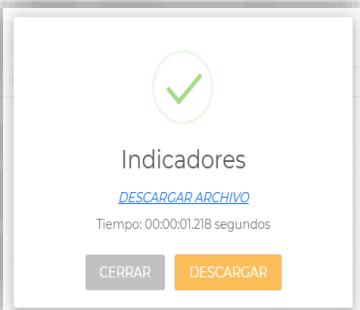 Indicadores
DESCARGAR ARCHIVO
Tiempo: 00:00:01.218 segundos
CERRAR DESCARGAR